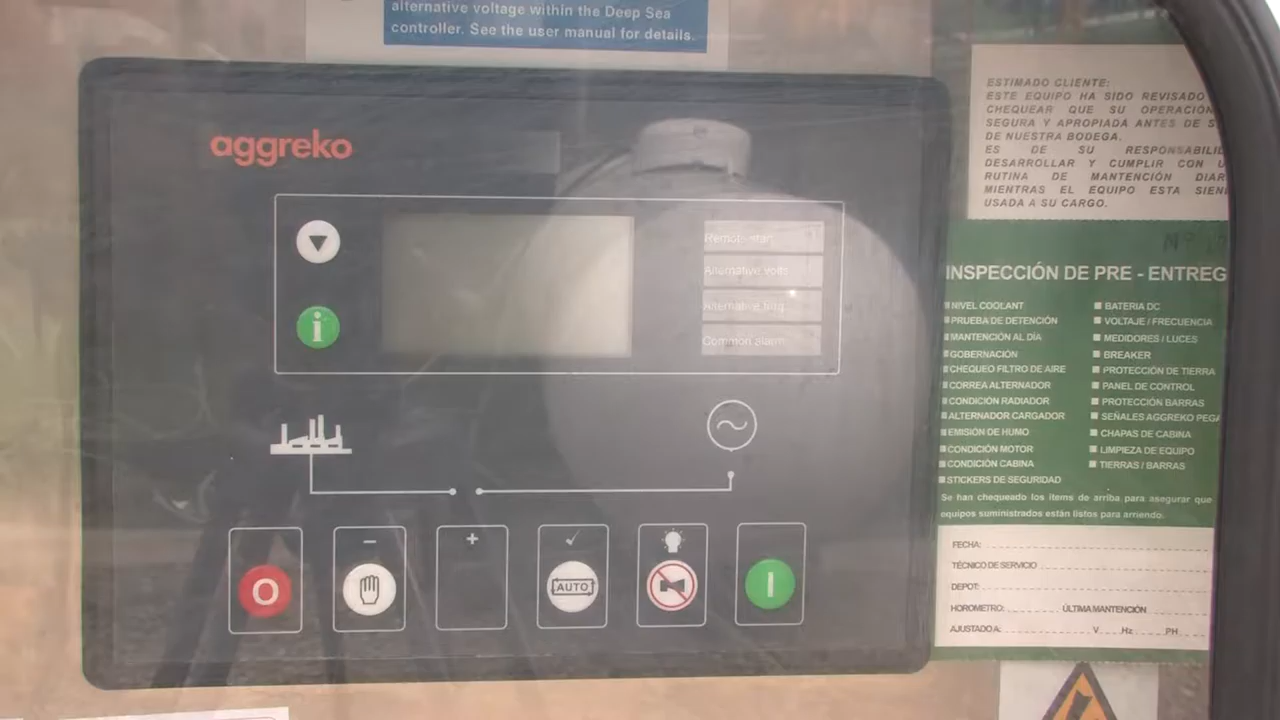 alternative voltage within the Deep Sea
controller. See the user manual for details.
aggreko
Remote start
Alternative volts
Alternative freq.
Common alarm
i
O
−
+
✓
AUTO
I
ESTIMADO CLIENTE:
ESTE EQUIPO HA SIDO REVISADO
CHEQUEAR QUE SU OPERACIÓN
SEGURA Y APROPIADA ANTES DE
DE NUESTRA BODEGA.
ES DE SU
DESARROLLAR Y CUMPLIR CON
RUTINA DE MANTENCIÓN
MIENTRAS EL EQUIPO ESTA
USADA A SU CARGO.
INSPECCIÓN DE PRE - ENTREG
NIVEL COOLANT
PRUEBA DE DETENCIÓN
MANTENCIÓN AL DÍA
GOBERNACIÓN
CHEQUEO FILTRO DE AIRE
CORREA ALTERNADOR
CONDICIÓN RADIADOR
ALTERNADOR CARGADOR
EMISIÓN DE HUMO
CONDICIÓN MOTOR
CONDICIÓN CABINA
STICKERS DE SEGURIDAD
BATERIA DC
VOLTAJE / FRECUENCIA
MEDIDORES / LUCES
BREAKER
PROTECCIÓN DE TIERRA
PANEL DE CONTROL
PROTECCIÓN BARRAS
SEÑALES AGGREKO PEGA
CHAPAS DE CABINA
LIMPIEZA DE EQUIPO
TIERRAS / BARRAS
Se han chequeado los items de arriba para asegurar que
equipos suministrados están listos para arriendo.
FECHA:
TÉCNICO DE SERVICIO
DEPOT:
HOROMETRO: ÚLTIMA MANTENCIÓN
AJUSTADO A: V Hz PH